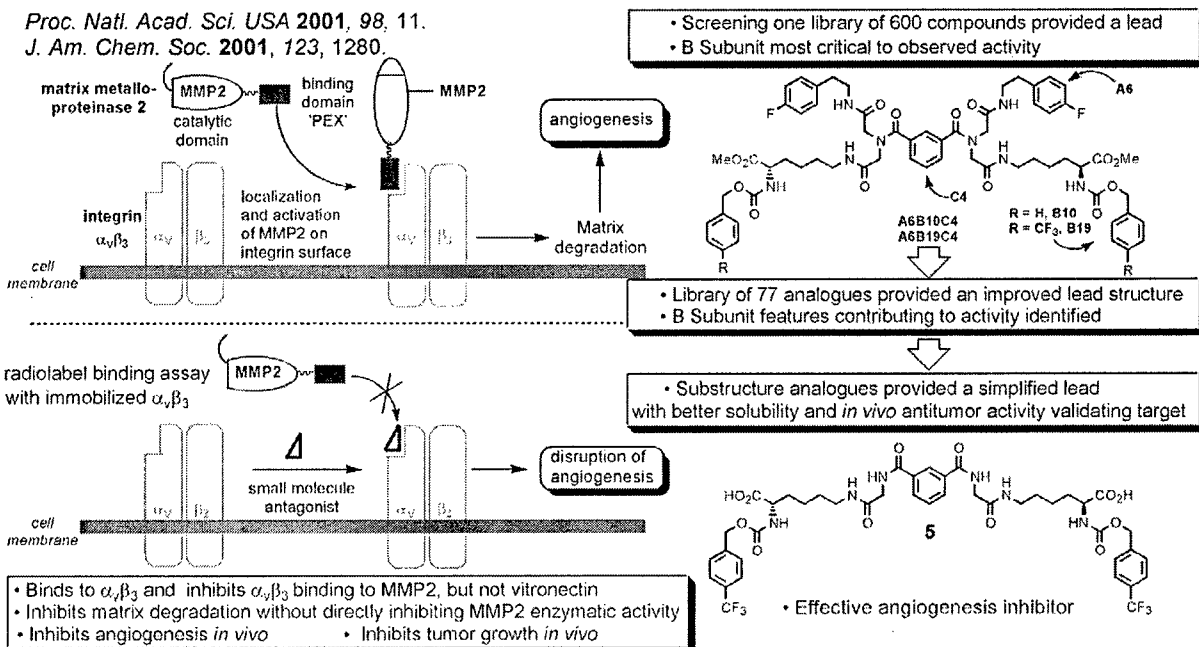 Proc. Natl. Acad. Sci. USA 2001, 98, 11.
J. Am. Chem. Soc. 2001, 123, 1280.
matrix metallo-
proteinase 2
MMP2
catalytic
domain
binding
domain
'PEX'
MMP2
angiogenesis
integrin
αvβ3
αv
β3
localization
and activation
of MMP2 on
integrin surface
αv
β3
Matrix
degradation
cell
membrane
radiolabel binding assay
with immobilized αvβ3
MMP2
αv
β2
small molecule
antagonist
αv
β2
disruption of
angiogenesis
cell
membrane
• Binds to αvβ3 and inhibits αvβ3 binding to MMP2, but not vitronectin
• Inhibits matrix degradation without directly inhibiting MMP2 enzymatic activity
• Inhibits angiogenesis in vivo • Inhibits tumor growth in vivo
• Screening one library of 600 compounds provided a lead
• B Subunit most critical to observed activity
A6
F
H
N
O
O
O
O
H
N
F
N
N
MeO2C
H
N
O
O
N
H
CO2Me
O
NH
O
C4
A6B10C4
A6B19C4
R = H, B10
R = CF3, B19
NH
O
O
R
R
• Library of 77 analogues provided an improved lead structure
• B Subunit features contributing to activity identified
• Substructure analogues provided a simplified lead
with better solubility and in vivo antitumor activity validating target
O
O
NH
HN
HO2C
H
N
O
O
N
H
CO2H
O
NH
O
5
NH
O
O
CF3
CF3
• Effective angiogenesis inhibitor